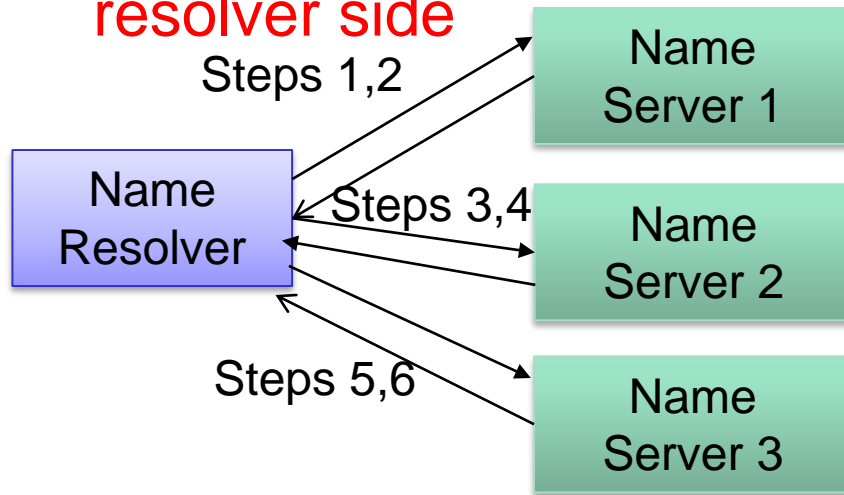 resolver side
Steps 1,2
Name
Server 1
Name
Resolver
Steps 3,4
Name
Server 2
Steps 5,6
Name
Server 3